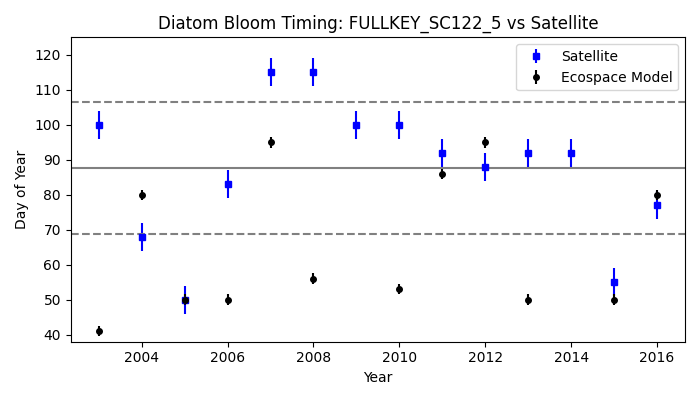 Diatom Bloom Timing: FULLKEY_SC122_5 vs Satellite
Satellite
Ecospace Model
120
110
100
90
80
70
60
50
40
Day of Year
2004 2006 2008 2010 2012 2014 2016
Year